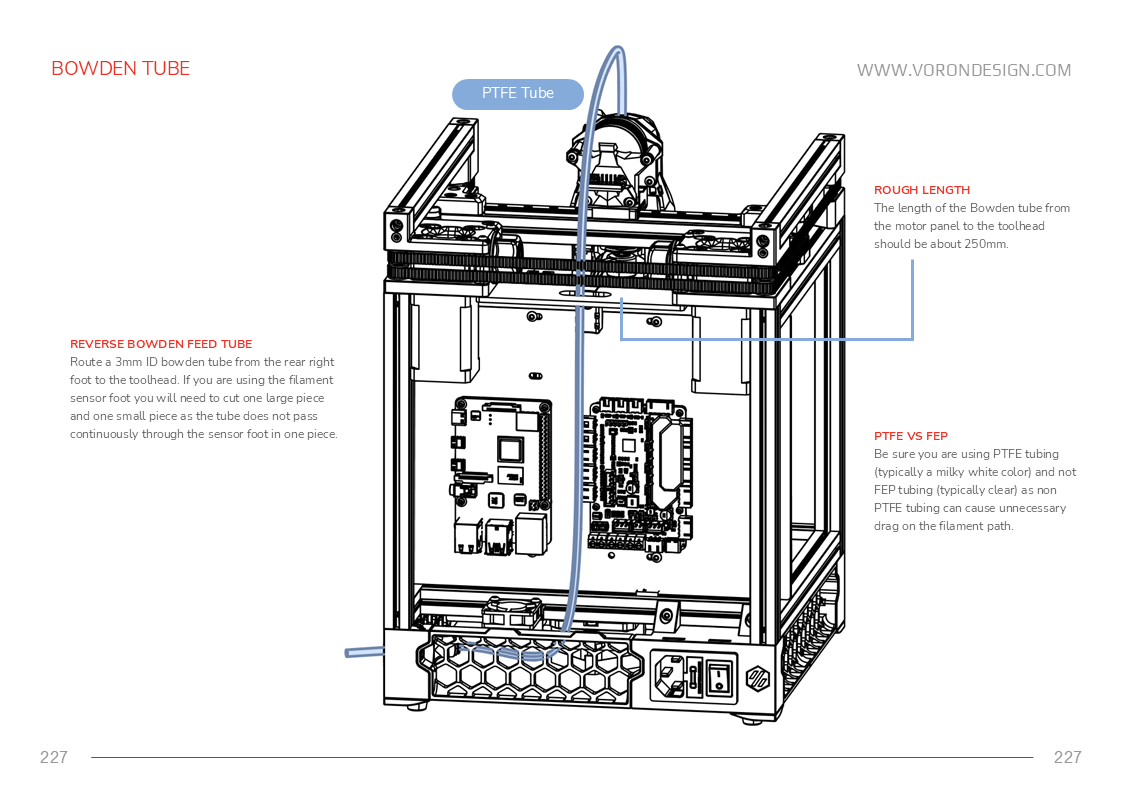 BOWDEN TUBE
WWW.VORONDESIGN.COM
PTFE Tube
ROUGH LENGTH
The length of the Bowden tube from
the motor panel to the toolhead
should be about 250mm.
REVERSE BOWDEN FEED TUBE
Route a 3mm ID bowden tube from the rear right
foot to the toolhead. If you are using the filament
sensor foot you will need to cut one large piece
and one small piece as the tube does not pass
continuously through the sensor foot in one piece.
PTFE VS FEP
Be sure you are using PTFE tubing
(typically a milky white color) and not
FEP tubing (typically clear) as non
PTFE tubing can cause unnecessary
drag on the filament path.
227
227